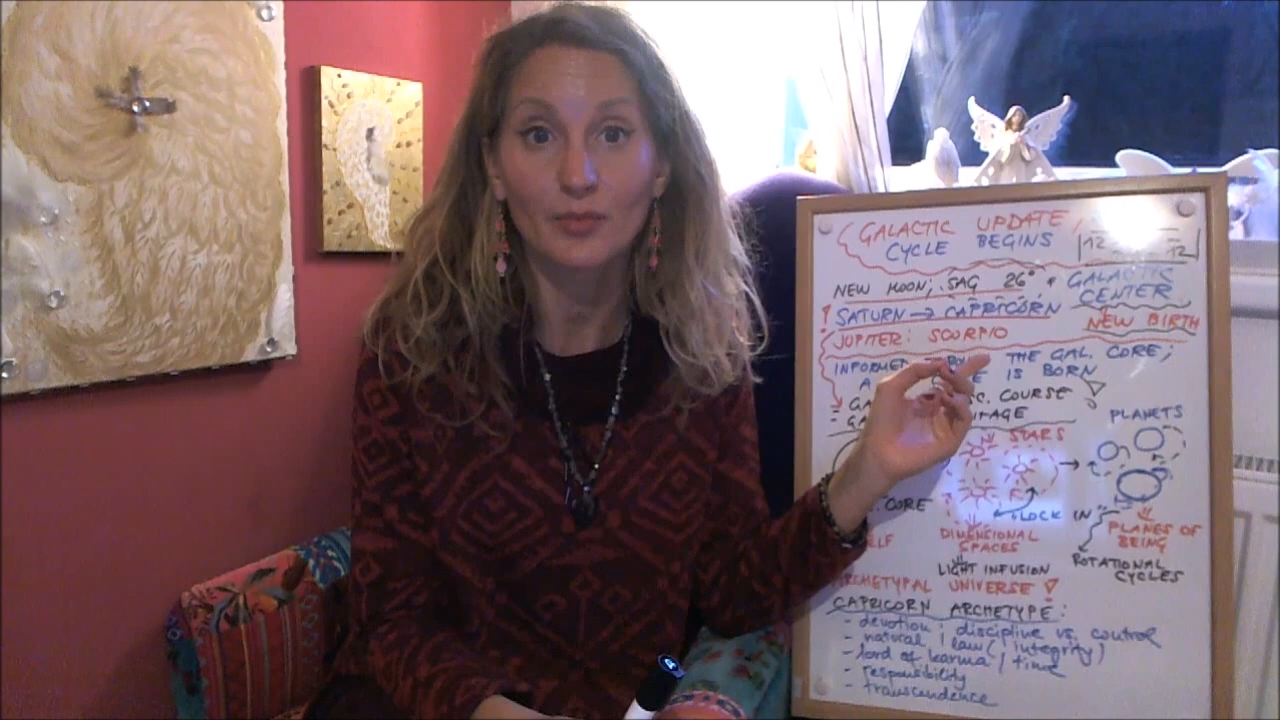 GALACTIC UPDATE,
CYCLE BEGINS
12
12
NEW MOON; SAG 26° &
GALACTIC
CENTER
! SATURN → CAPRICORN
NEW BIRTH
JUPITER: SCORPIO
INFORMED THE GAL. CORE;
IS BORN
COURSE
PLANETS
STARS
CORE
"LOCK IN"
DIMENSIONAL
SPACES
PLANES OF
BEING
LIGHT INFUSION
ROTATIONAL
CYCLES
ARCHETYPAL UNIVERSE !
CAPRICORN ARCHETYPE:
- devotion; discipline vs. control
- natural law (integrity)
- lord of karma / time
- responsibility
- transcendence